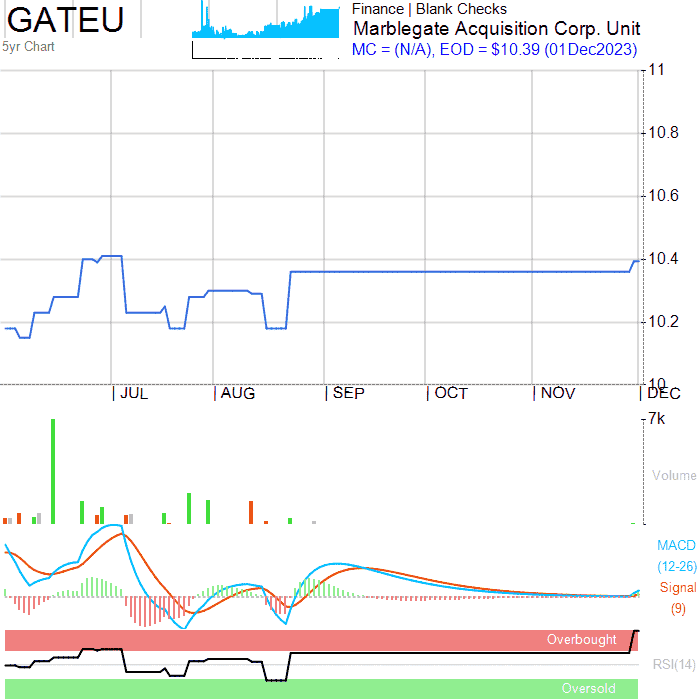 GATEU
5yr Chart
Finance | Blank Checks
Marblegate Acquisition Corp. Unit
MC = (N/A), EOD = $10.39 (01Dec2023)
11
10.8
10.6
10.4
10.2
10
JUL AUG SEP OCT NOV DEC
7k
Volume
MACD
(12-26)
Signal
(9)
Overbought
RSI(14)
Oversold